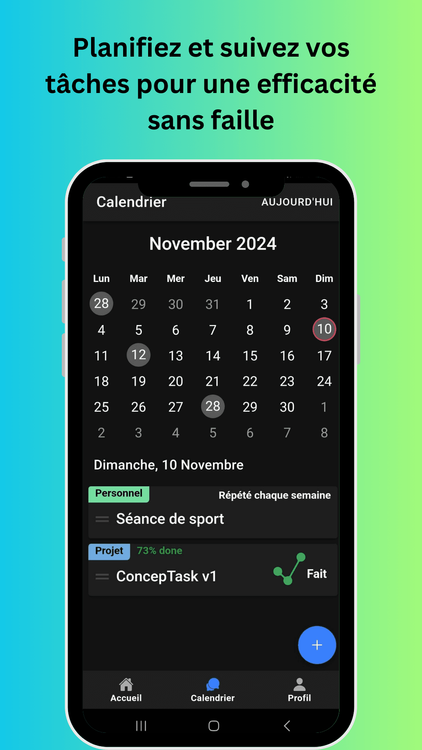 Planifiez et suivez vos
tâches pour une efficacité
sans faille
Calendrier AUJOURD'HUI
November 2024
Lun Mar Mer Jeu Ven Sam Dim
28 29 30 31 1 2 3
4 5 6 7 8 9 10
11 12 13 14 15 16 17
18 19 20 21 22 23 24
25 26 27 28 29 30 1
2 3 4 5 6 7 8
Dimanche, 10 Novembre
Personnel Répété chaque semaine
Séance de sport
Projet 73% done
ConcepTask v1 Fait
+
Accueil Calendrier Profil